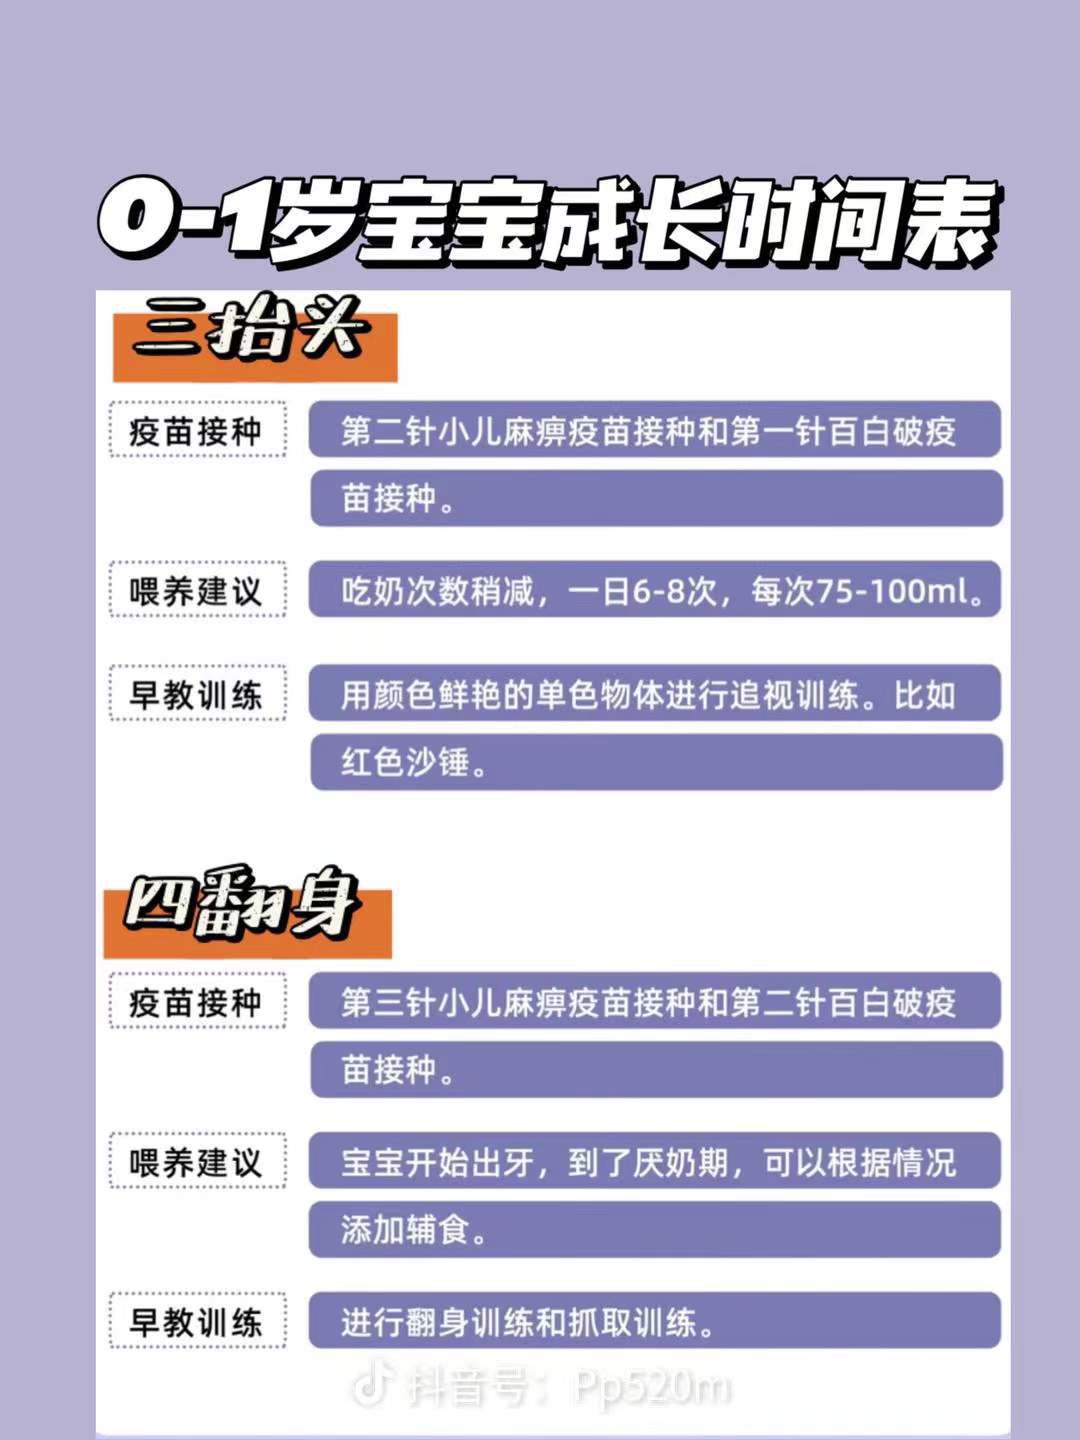 0-1岁宝宝成长时间表
三抬头
疫苗接种
第二针小儿麻痹疫苗接种和第一针百白破疫
苗接种。
喂养建议
吃奶次数稍减，一日6-8次，每次75-100ml。
早教训练
用颜色鲜艳的单色物体进行追视训练。比如
红色沙锤。
四翻身
疫苗接种
第三针小儿麻痹疫苗接种和第二针百白破疫
苗接种。
喂养建议
宝宝开始出牙，到了厌奶期，可以根据情况
添加辅食。
早教训练
进行翻身训练和抓取训练。
抖音号：Pp520m